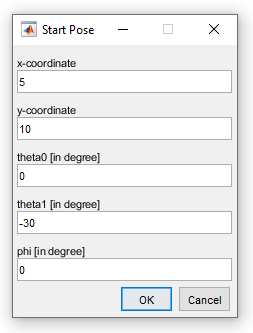 Start Pose
x-coordinate
5
y-coordinate
10
theta0 [in degree]
0
theta1 [in degree]
-30
phi [in degree]
0
OK Cancel